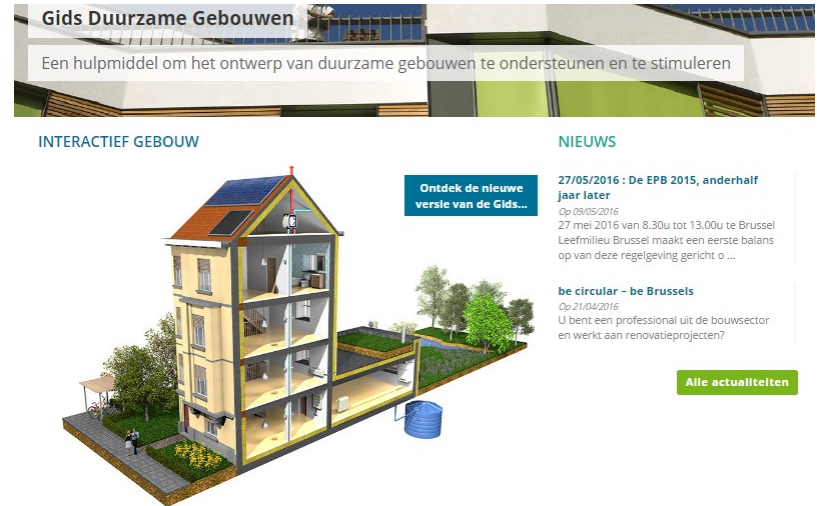 Gids Duurzame Gebouwen
Een hulpmiddel om het ontwerp van duurzame gebouwen te ondersteunen en te stimuleren
INTERACTIEF GEBOUW
Ontdek de nieuwe
versie van de Gids...
NIEUWS
27/05/2016 : De EPB 2015, anderhalf
jaar later
Op 09/05/2016
27 mei 2016 van 8.30u tot 13.00u te Brussel
Leefmilieu Brussel maakt een eerste balans
op van deze regelgeving gericht o ...
be circular – be Brussels
Op 21/04/2016
U bent een professional uit de bouwsector
en werkt aan renovatieprojecten?
Alle actualiteiten